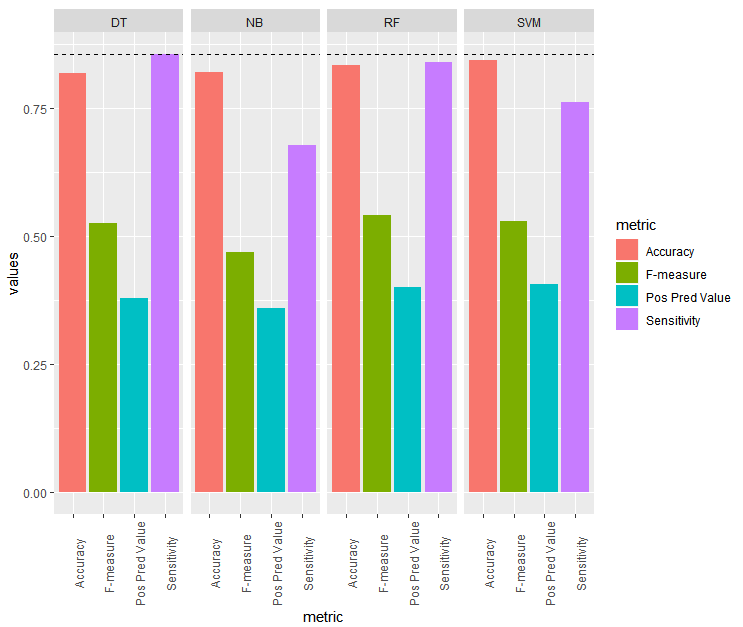 DT NB RF SVM
values
0.75
0.50
0.25
0.00
Accuracy F-measure Pos Pred Value Sensitivity Accuracy F-measure Pos Pred Value Sensitivity Accuracy F-measure Pos Pred Value Sensitivity Accuracy F-measure Pos Pred Value Sensitivity
metric
metric
Accuracy
F-measure
Pos Pred Value
Sensitivity